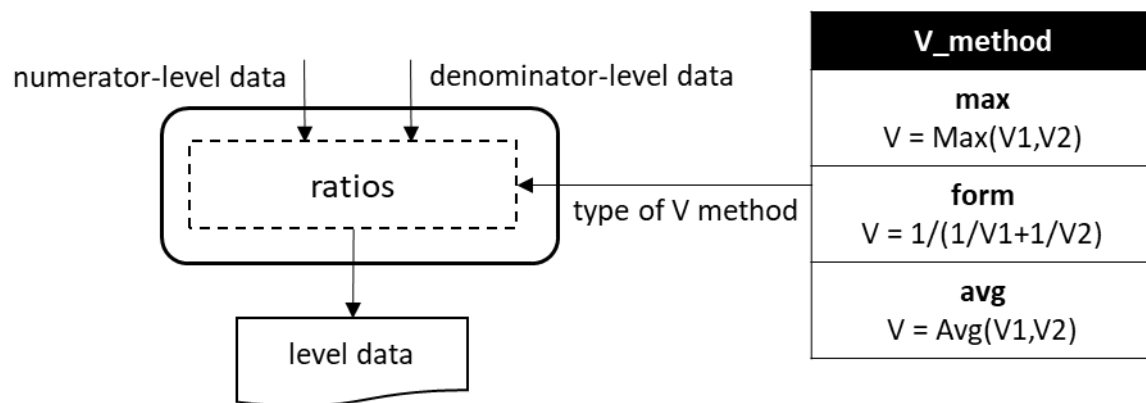 numerator-level data
denominator-level data
ratios
type of V method
level data
V_method
max
V = Max(V1,V2)
form
V = 1/(1/V1+1/V2)
avg
V = Avg(V1,V2)